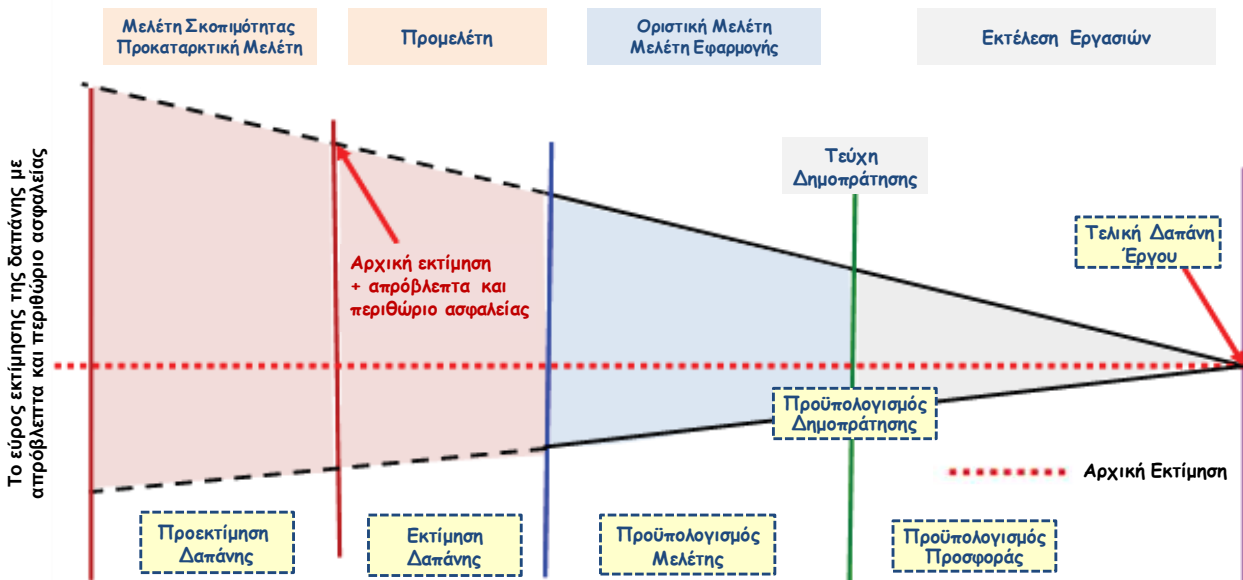 Μελέτη Σκοπιμότητας
Προκαταρκτική Μελέτη
Προμελέτη
Οριστική Μελέτη
Μελέτη Εφαρμογής
Εκτέλεση Εργασιών
Το εύρος εκτίμησης της δαπάνης με
απρόβλεπτα και περιθώριο ασφαλείας
Τεύχη
Δημοπράτησης
Τελική Δαπάνη
Έργου
Αρχική εκτίμηση
+ απρόβλεπτα και
περιθώριο ασφαλείας
Προϋπολογισμός
Δημοπράτησης
Αρχική Εκτίμηση
Προεκτίμηση
Δαπάνης
Εκτίμηση
Δαπάνης
Προϋπολογισμός
Μελέτης
Προϋπολογισμός
Προσφοράς